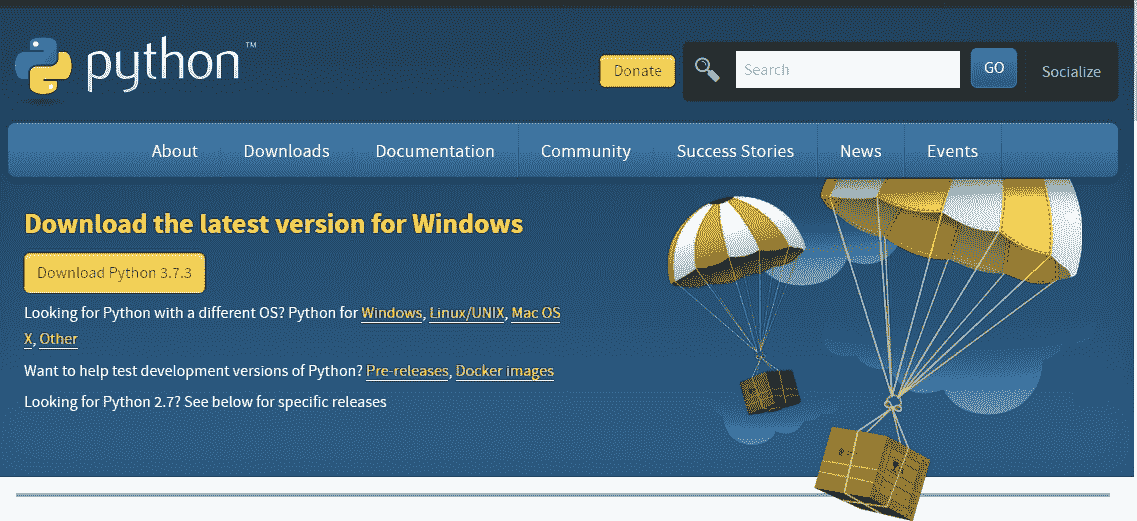 python™
Donate
Search
GO
Socialize
About Downloads Documentation Community Success Stories News Events
Download the latest version for Windows
Download Python 3.7.3
Looking for Python with a different OS? Python for Windows, Linux/UNIX, Mac OS
X, Other
Want to help test development versions of Python? Pre-releases, Docker images
Looking for Python 2.7? See below for specific releases